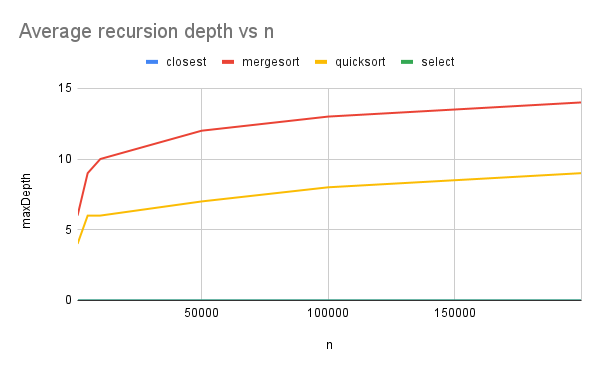 Average recursion depth vs n
closest mergesort quicksort select
15
10
5
0
maxDepth
50000 100000 150000
n